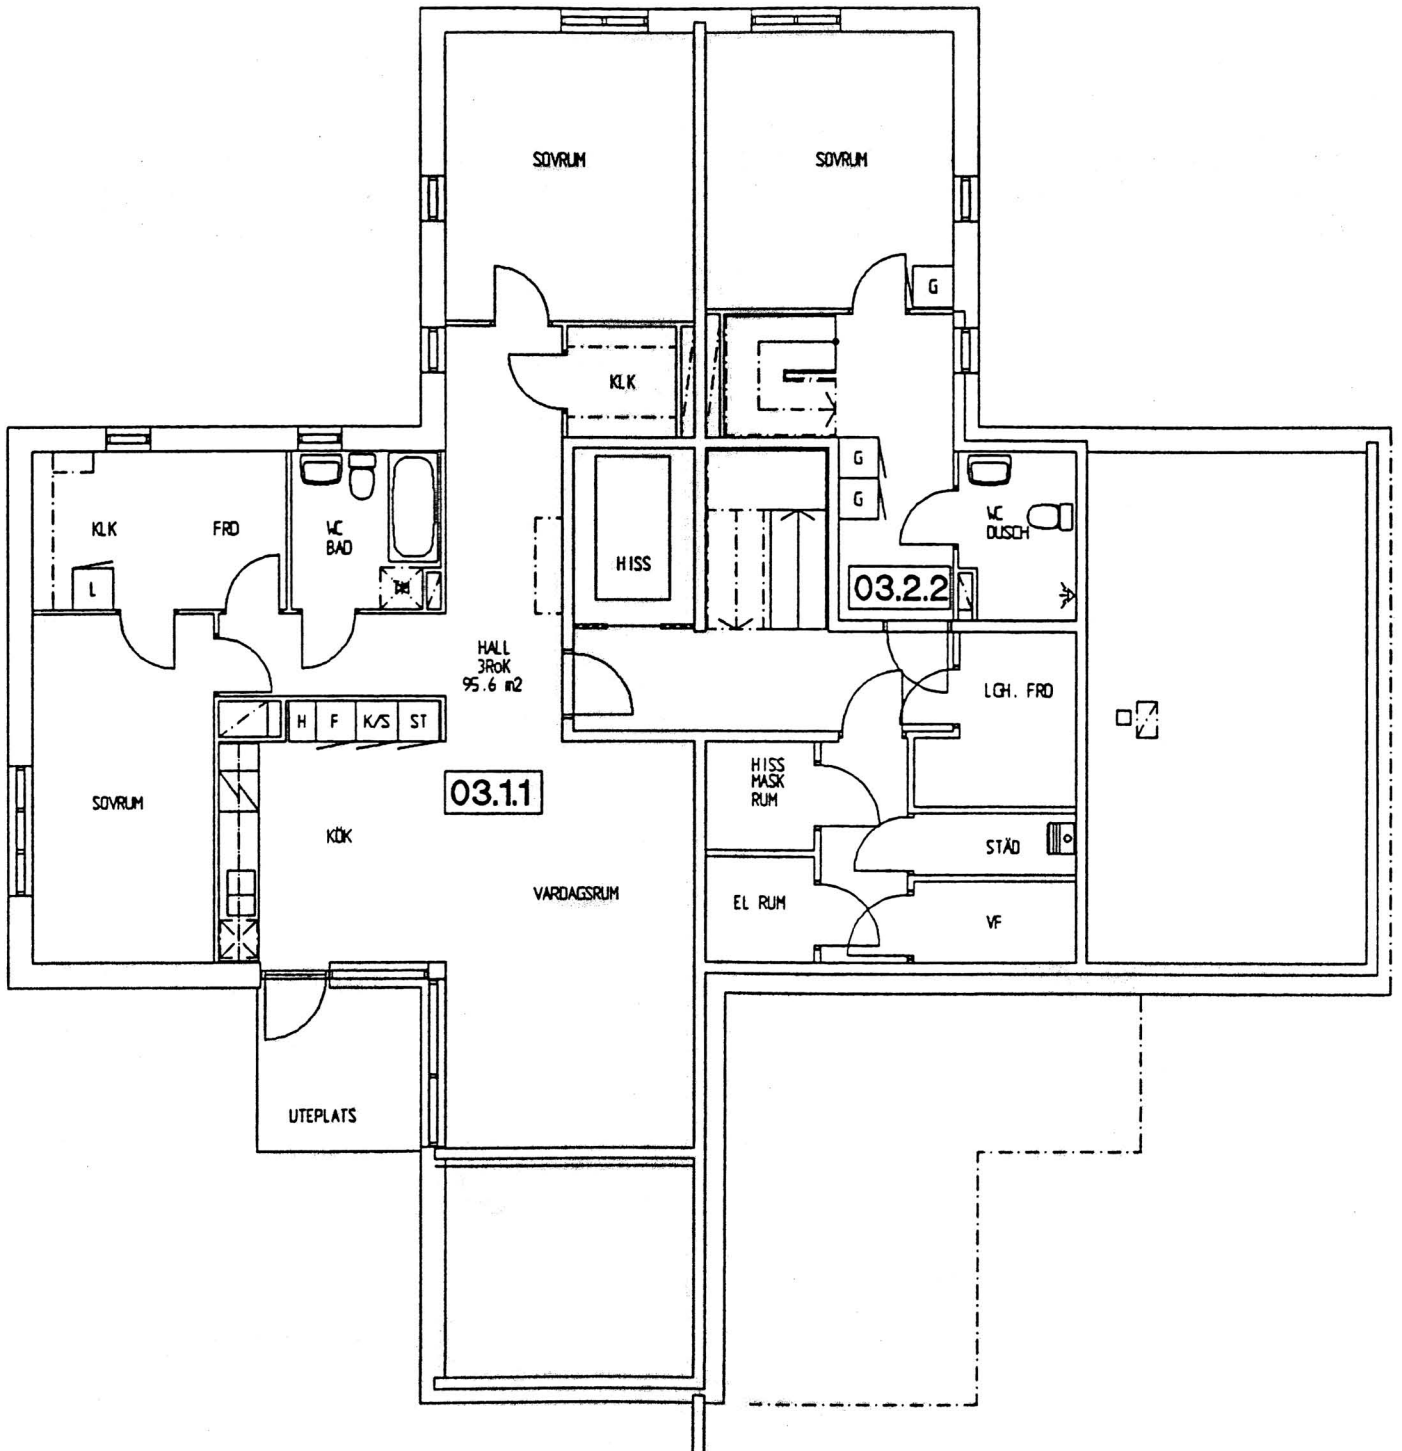 SOVRUM
SOVRUM
G
KLK
G
G
KLK
FRD
WC
BAD
L
HISS
WC
DUSCH
03.2.2
HALL
3RoK
95.6 m2
LGH. FRD
H
F
K/S
ST
HISS
MASK
RUM
03.1.1
SOVRUM
KÖK
STÄD
VARDAGSRUM
EL RUM
VF
UTEPLATS